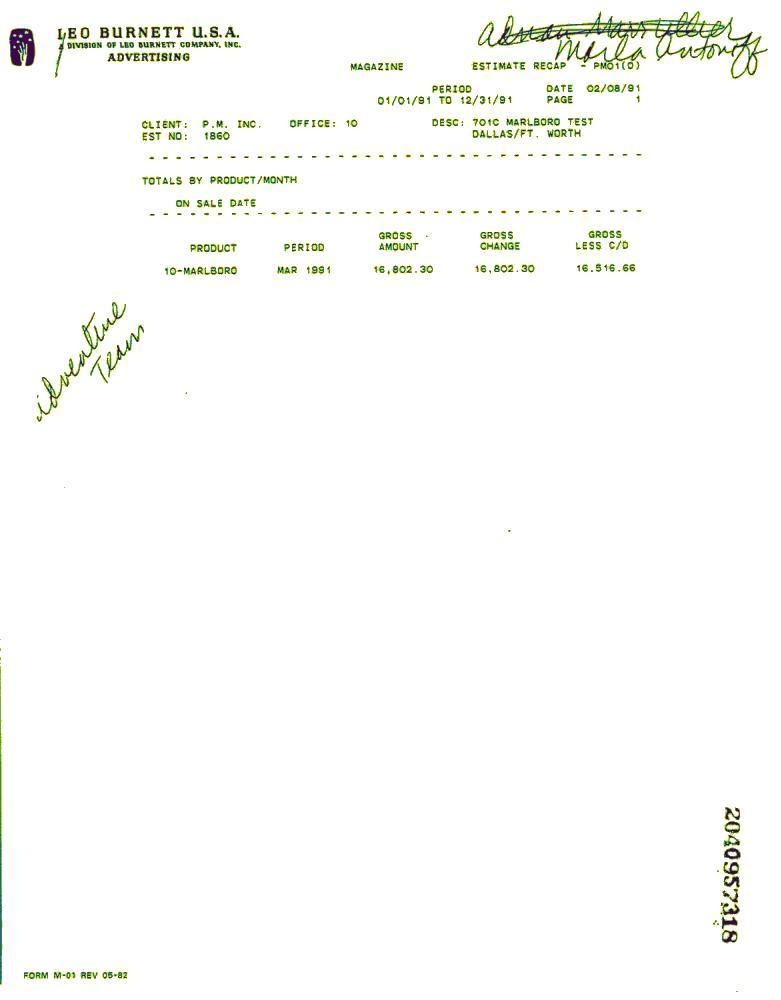 LEO BURNETT U.S.A.
A DIVISION OF LEO BURNETT COMPANY, INC.
ADVERTISING
Marla Antonoff
MAGAZINE ESTIMATE RECAP - PM01(D)
PERIOD DATE 02/08/91
01/01/91 TO 12/31/91 PAGE 1
CLIENT: P.M. INC. OFFICE: 10 DESC: 701C MARLBORO TEST
EST NO: 1860 DALLAS/FT. WORTH
TOTALS BY PRODUCT/MONTH
ON SALE DATE
GROSS GROSS GROSS
PRODUCT PERIOD AMOUNT CHANGE LESS C/D
10-MARLBORO MAR 1991 16,802.30 16,802.30 16,516.66
Adventure
Team
2040957318
FORM M-01 REV 05-82